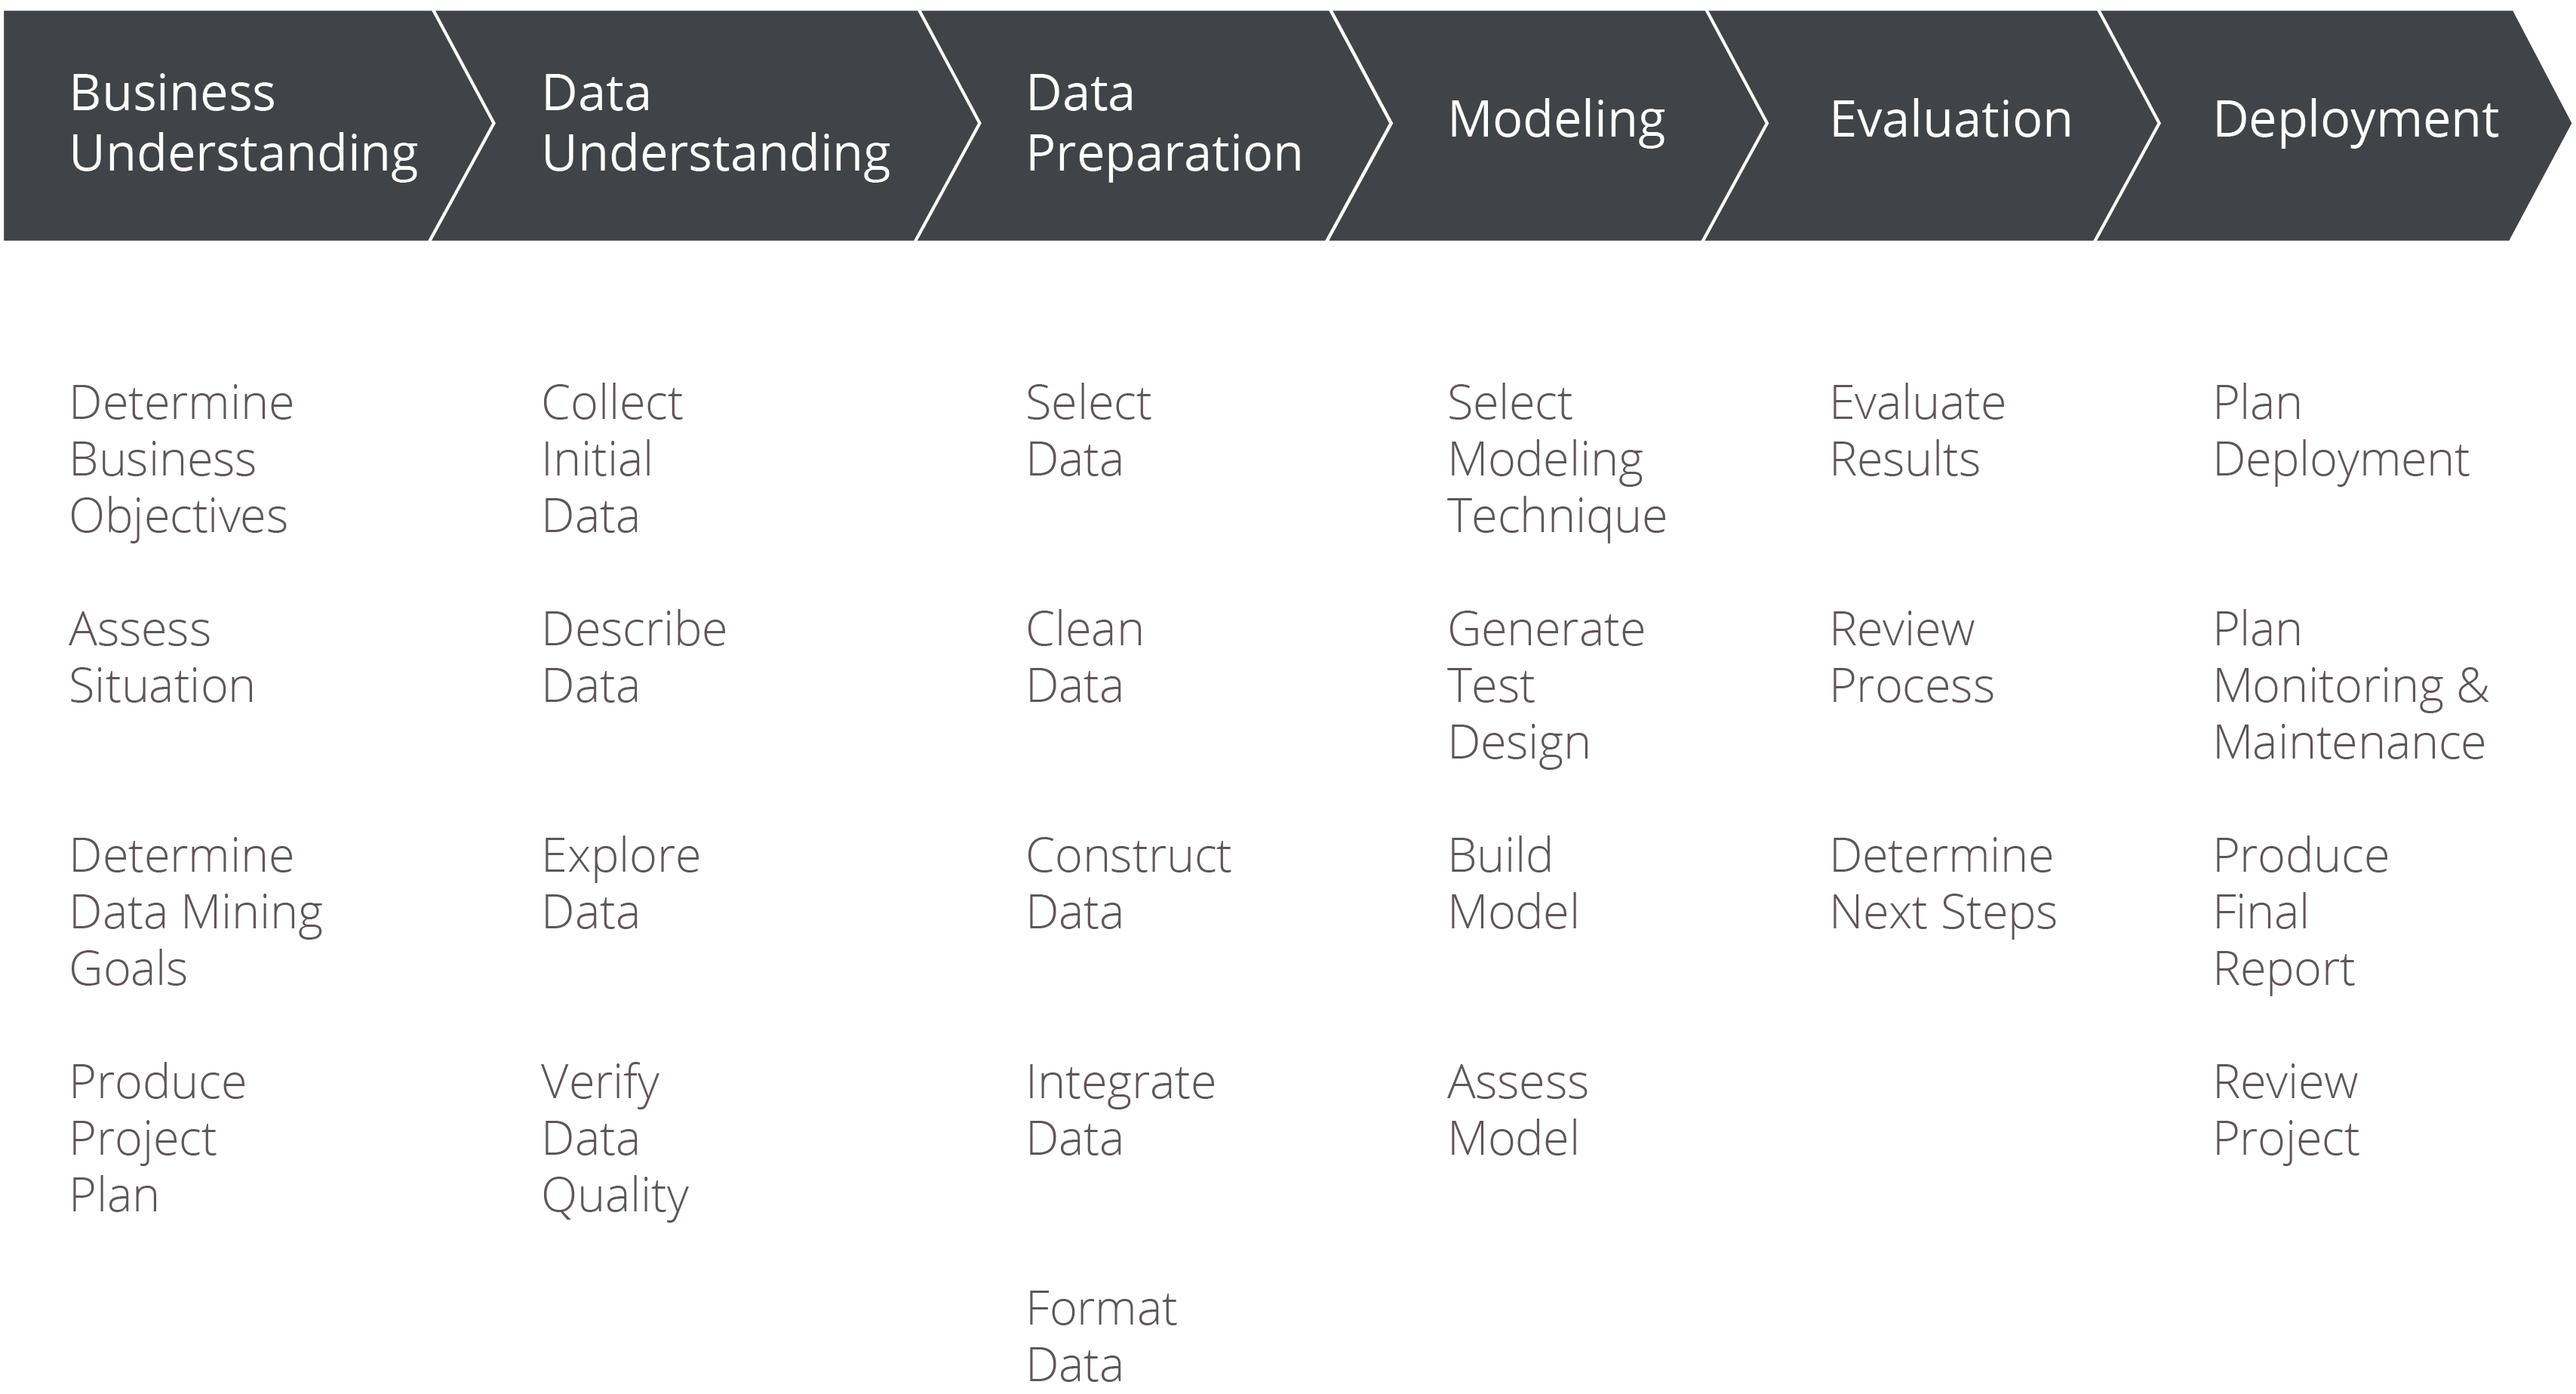 Business
Understanding
Data
Understanding
Data
Preparation
Modeling
Evaluation
Deployment
Determine
Business
Objectives
Assess
Situation
Determine
Data Mining
Goals
Produce
Project
Plan
Collect
Initial
Data
Describe
Data
Explore
Data
Verify
Data
Quality
Select
Data
Clean
Data
Construct
Data
Integrate
Data
Format
Data
Select
Modeling
Technique
Generate
Test
Design
Build
Model
Assess
Model
Evaluate
Results
Review
Process
Determine
Next Steps
Plan
Deployment
Plan
Monitoring &
Maintenance
Produce
Final
Report
Review
Project